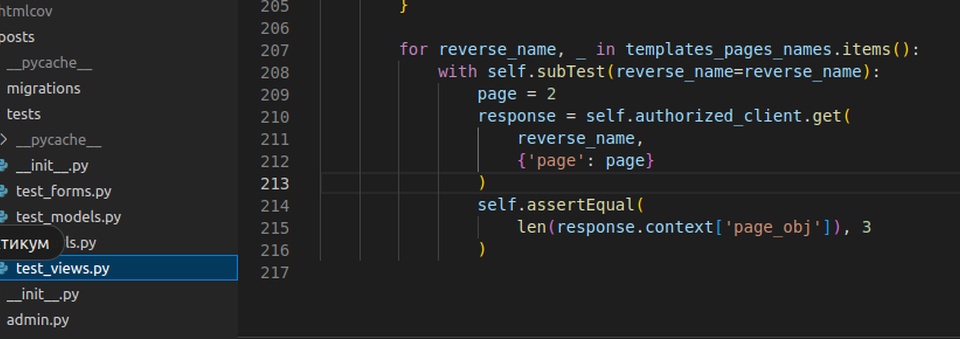 htmlcov
posts
__pycache__
migrations
tests
__pycache__
__init__.py
test_forms.py
test_models.py
ls.py
тикум
test_views.py
__init__.py
admin.py
205 }
206
207 for reverse_name, _ in templates_pages_names.items():
208 with self.subTest(reverse_name=reverse_name):
209 page = 2
210 response = self.authorized_client.get(
211 reverse_name,
212 {'page': page}
213 )
214 self.assertEqual(
215 len(response.context['page_obj']), 3
216 )
217